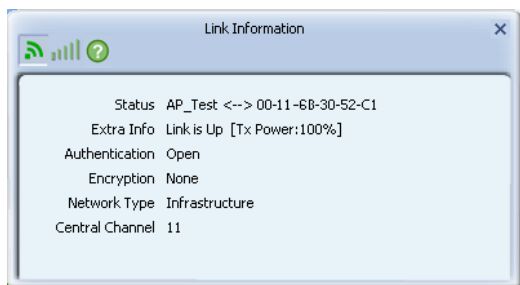 Link Information
Status AP_Test <--> 00-11-6B-30-52-C1
Extra Info Link is Up [Tx Power:100%]
Authentication Open
Encryption None
Network Type Infrastructure
Central Channel 11